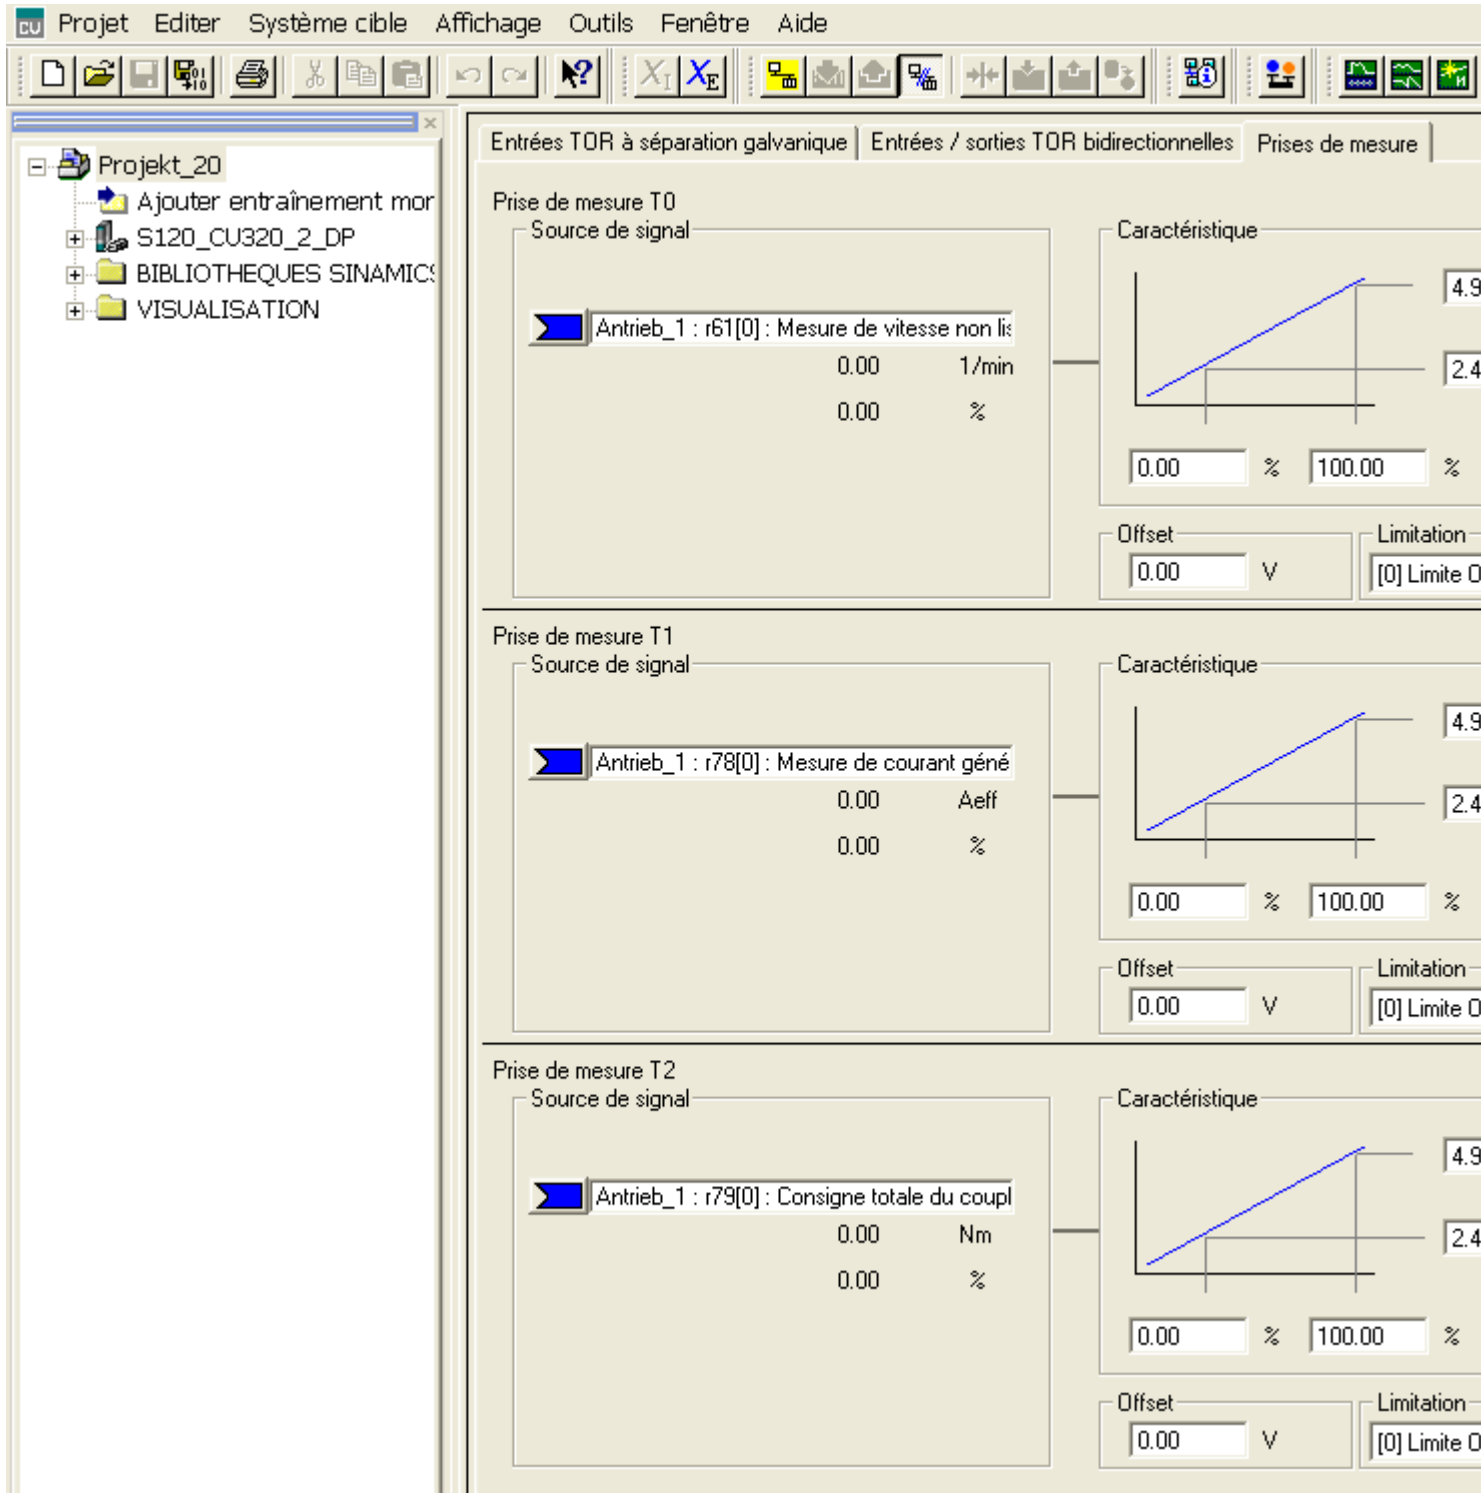 Projet Editer Système cible Affichage Outils Fenêtre Aide
Projekt_20
Ajouter entraînement mor
S120_CU320_2_DP
BIBLIOTHEQUES SINAMICS
VISUALISATION
Entrées TOR à séparation galvanique Entrées / sorties TOR bidirectionnelles Prises de mesure
Prise de mesure T0
Source de signal
Antrieb_1 : r61[0] : Mesure de vitesse non lis
0.00 1/min
0.00 %
Caractéristique
4.9
2.4
0.00 % 100.00 %
Offset
0.00 V
Limitation
[0] Limite O
Prise de mesure T1
Source de signal
Antrieb_1 : r78[0] : Mesure de courant géné
0.00 Aeff
0.00 %
Caractéristique
4.9
2.4
0.00 % 100.00 %
Offset
0.00 V
Limitation
[0] Limite O
Prise de mesure T2
Source de signal
Antrieb_1 : r79[0] : Consigne totale du coupl
0.00 Nm
0.00 %
Caractéristique
4.9
2.4
0.00 % 100.00 %
Offset
0.00 V
Limitation
[0] Limite O